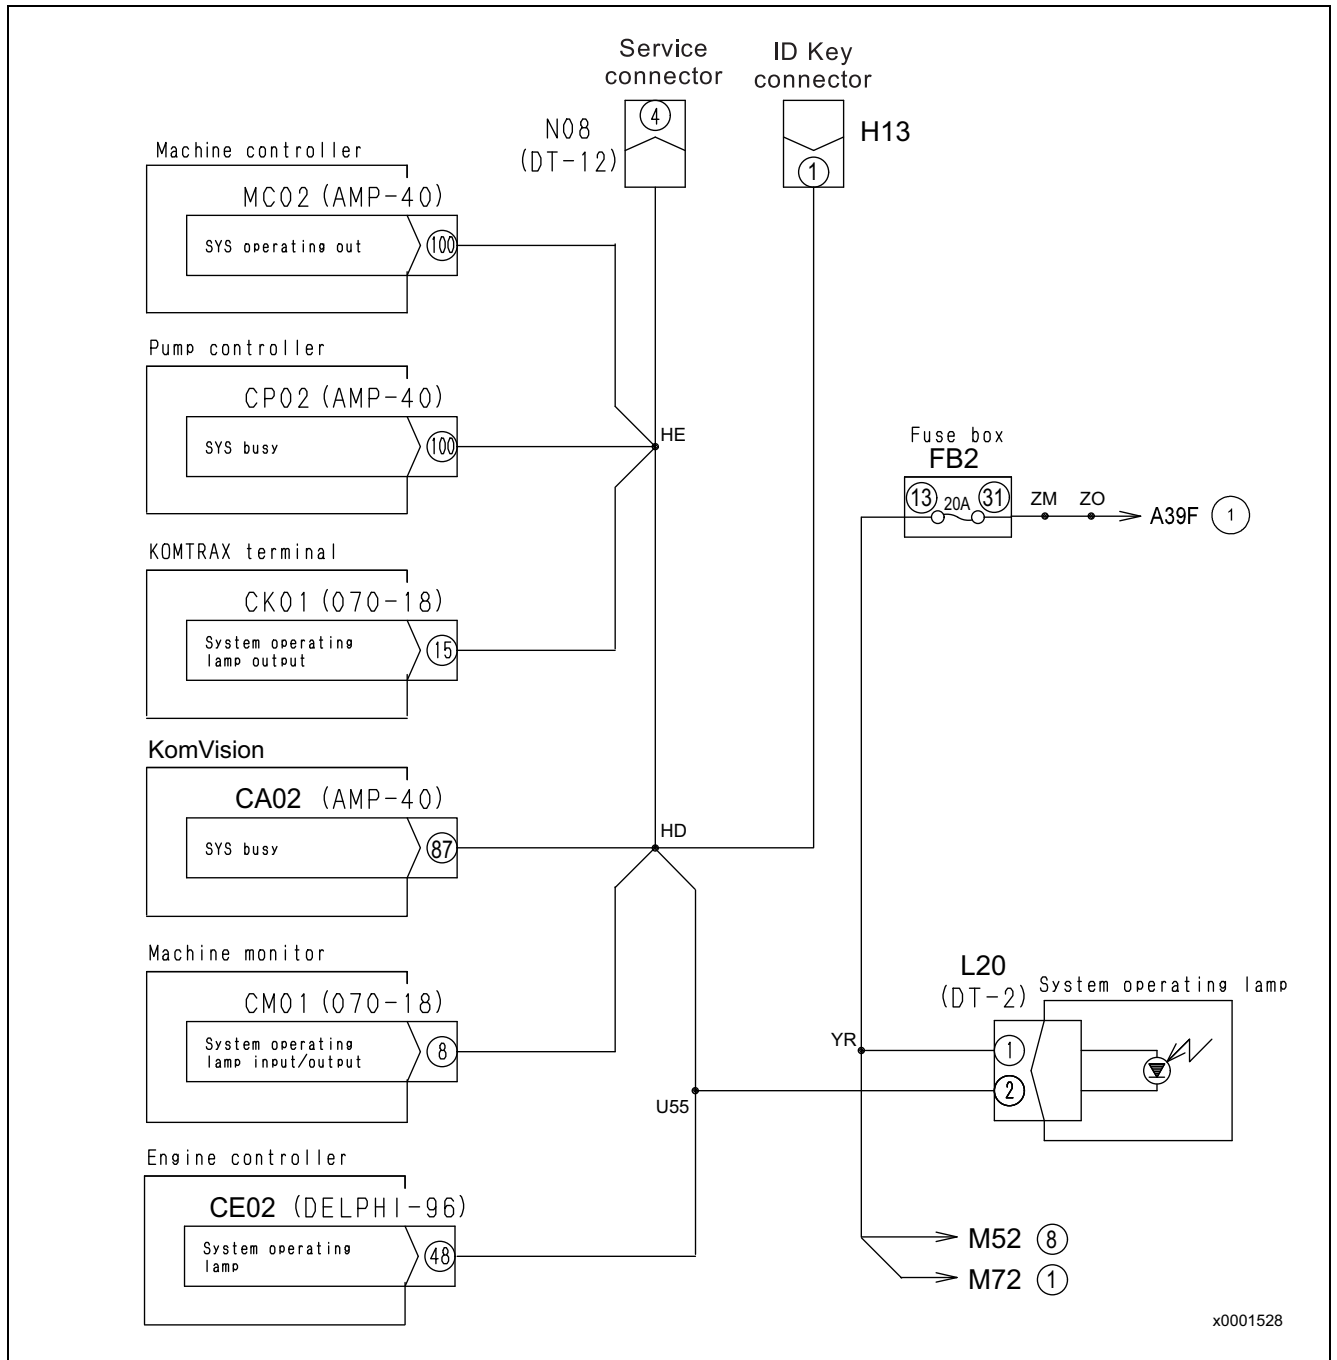 Service
connector
ID Key
connector
4
N08
(DT-12)
H13
1
Machine controller
MC02 (AMP-40)
SYS operating out
100
Pump controller
CP02 (AMP-40)
SYS busy
100
HE
Fuse box
FB2
13
20A
31
ZM
ZO
A39F
1
KOMTRAX terminal
CK01 (070-18)
System operating
lamp output
15
KomVision
CA02 (AMP-40)
SYS busy
87
HD
Machine monitor
CM01 (070-18)
System operating
lamp input/output
8
L20
(DT-2)
System operating lamp
YR
1
2
U55
Engine controller
CE02 (DELPHI-96)
System operating
lamp
48
M52 8
M72 1
x0001528